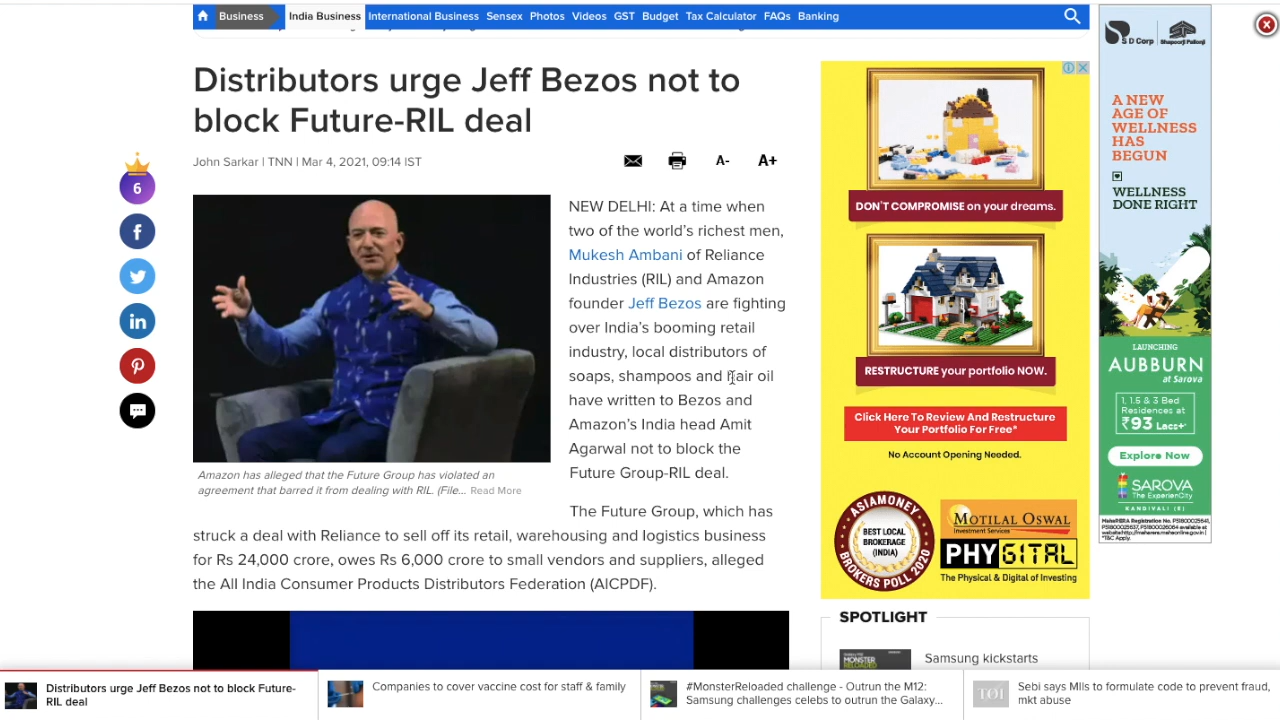 Business
India Business
International Business
Sensex
Photos
Videos
GST
Budget
Tax Calculator
FAQs
Banking
Distributors urge Jeff Bezos not to
block Future-RIL deal
John Sarkar | TNN | Mar 4, 2021, 09:14 IST
A-
A+
6
NEW DELHI: At a time when
two of the world's richest men,
Mukesh Ambani of Reliance
Industries (RIL) and Amazon
founder Jeff Bezos are fighting
over India's booming retail
industry, local distributors of
soaps, shampoos and hair oil
have written to Bezos and
Amazon's India head Amit
Agarwal not to block the
Future Group-RIL deal.
Amazon has alleged that the Future Group has violated an
agreement that barred it from dealing with RIL. (File... Read More
The Future Group, which has
struck a deal with Reliance to sell off its retail, warehousing and logistics business
for Rs 24,000 crore, owes Rs 6,000 crore to small vendors and suppliers, alleged
the All India Consumer Products Distributors Federation (AICPDF).
DON'T COMPROMISE on your dreams.
RESTRUCTURE your portfolio NOW.
Click Here To Review And Restructure
Your Portfolio For Free*
No Account Opening Needed.
ASIAMONEY
BEST LOCAL
BROKERAGE
(INDIA)
BROKERS POLL 2020
MOTILAL OSWAL
Investment Services
PHYGITAL
The Physical & Digital of Investing
SPOTLIGHT
Samsung kickstarts
S D Corp
Shapoorji Pallonji
A NEW
AGE OF
WELLNESS
HAS
BEGUN
WELLNESS
DONE RIGHT
LAUNCHING
AUBBURN
at Sarova
1, 1.5 & 3 Bed
Residences at
₹93 Lacs+*
Explore Now
SAROVA
The ExperienCity
KANDIVALI (E)
Distributors urge Jeff Bezos not to block Future-
RIL deal
Companies to cover vaccine cost for staff & family
#MonsterReloaded challenge - Outrun the M12:
Samsung challenges celebs to outrun the Galaxy...
TOI
Sebi says MIIs to formulate code to prevent fraud,
mkt abuse